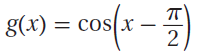 g(x) = cos(x − π/2)